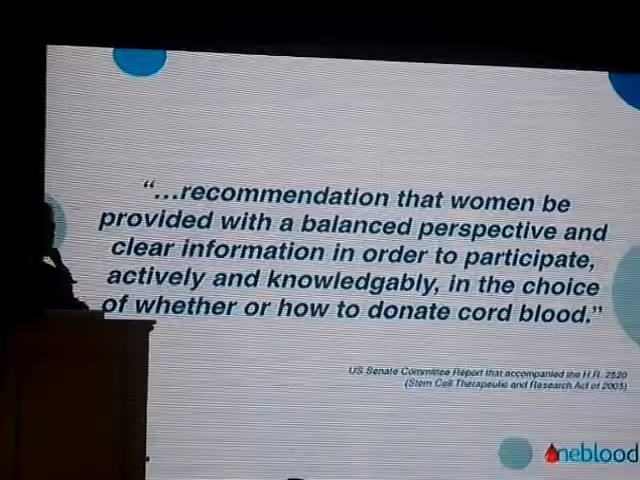 “...recommendation that women be
provided with a balanced perspective and
clear information in order to participate,
actively and knowledgably, in the choice
of whether or how to donate cord blood.”
US Senate Committee Report that accompanied the H.R. 2520
(Stem Cell Therapeutic and Research Act of 2005)
oneblood